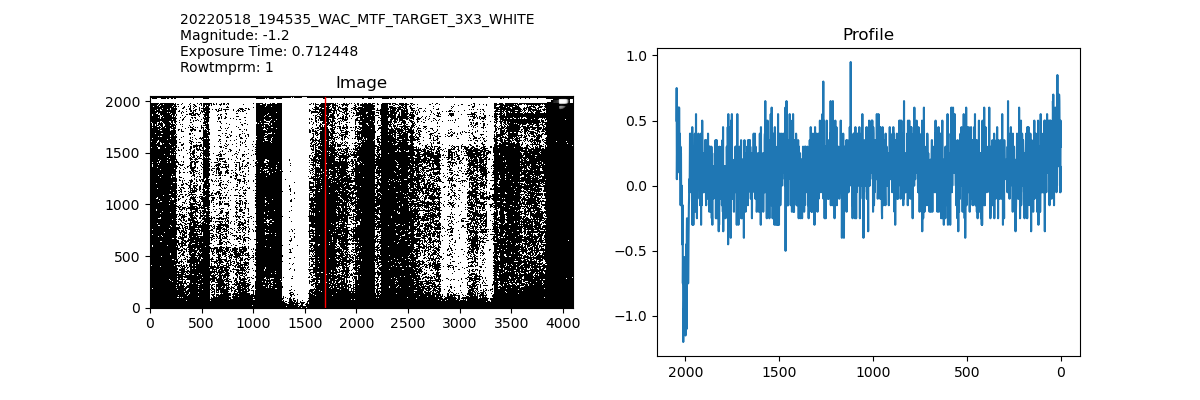 20220518_194535_WAC_MTF_TARGET_3X3_WHITE
Magnitude: -1.2
Exposure Time: 0.712448
Rowtmprm: 1
Image
2000
1500
1000
500
0
0 500 1000 1500 2000 2500 3000 3500 4000
Profile
1.0
0.5
0.0
−0.5
−1.0
2000 1500 1000 500 0